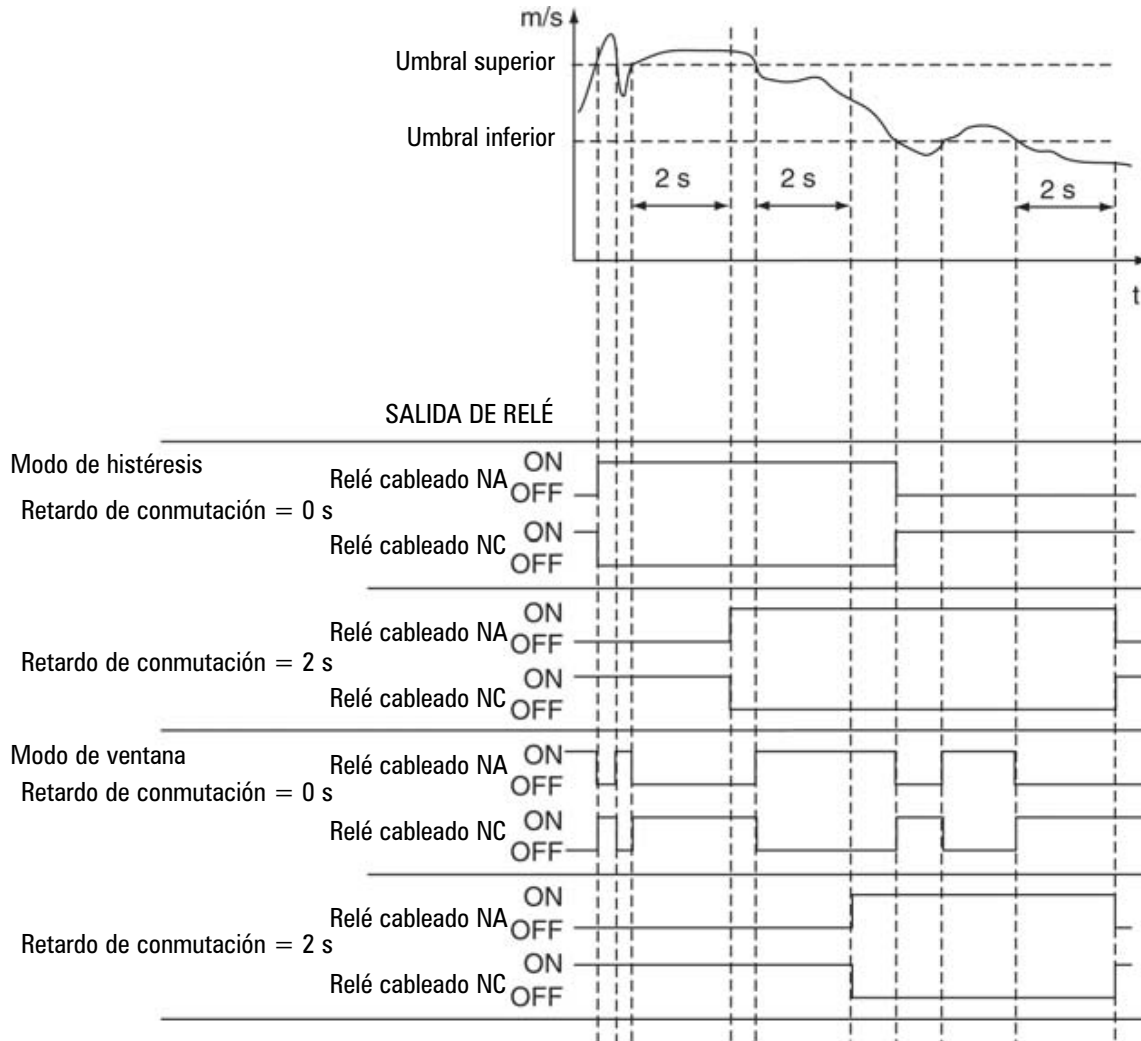 m/s
Umbral superior
Umbral inferior
2 s
2 s
2 s
t
SALIDA DE RELÉ
Modo de histéresis
Retardo de conmutación = 0 s
Relé cableado NA
ON
OFF
Relé cableado NC
ON
OFF
Retardo de conmutación = 2 s
Relé cableado NA
ON
OFF
Relé cableado NC
ON
OFF
Modo de ventana
Retardo de conmutación = 0 s
Relé cableado NA
ON
OFF
Relé cableado NC
ON
OFF
Retardo de conmutación = 2 s
Relé cableado NA
ON
OFF
Relé cableado NC
ON
OFF